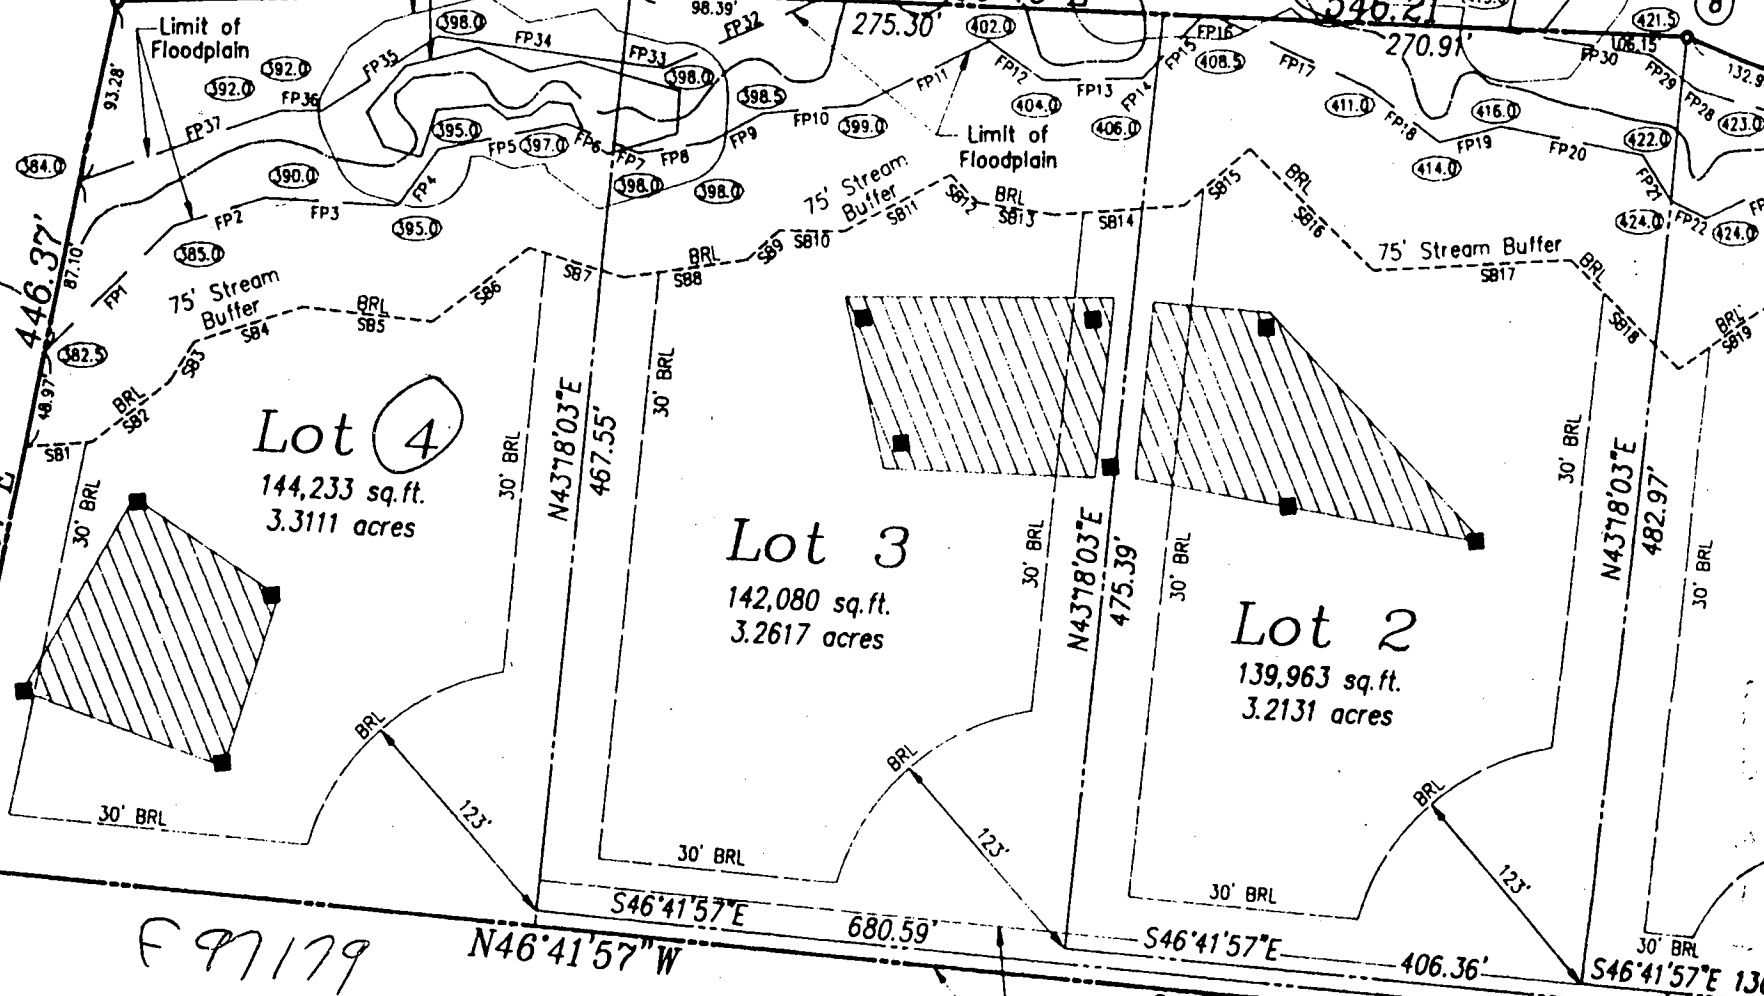 98.39'
FP32
275.30'
402.0
546.21'
270.91'
FP16
408.5
421.5
8
106.15
FP30
132.9
Limit of
Floodplain
398.0
FP34
FP33
FP35
392.0
392.0
FP36
FP37
93.28'
398.0
398.5
FP11
FP12
FP15
FP13
FP14
404.0
406.0
FP17
411.0
FP18
FP29
FP28
416.0
423.0
422.0
FP10
399.0
FP9
FP8
FP7
FP6
397.0
FP5
395.0
Limit of
Floodplain
FP19
414.0
FP20
FP21
384.0
390.0
FP4
398.0
398.0
FP2
FP3
395.0
385.0
FP1
87.10'
446.37'
382.5
48.97'
75' Stream
Buffer
75' Stream
Buffer
75' Stream Buffer
FP22
424.0
424.0
SB1
BRL
SB2
SB3
SB4
BRL
SB5
SB6
SB7
BRL
SB8
SB9
SB10
SB11
SB12
BRL
SB13
SB14
SB15
BRL
SB16
SB17
BRL
SB18
BRL
SB19
Lot 4
144,233 sq.ft.
3.3111 acres
30' BRL
30' BRL
N43°18'03"E
467.55'
30' BRL
Lot 3
142,080 sq.ft.
3.2617 acres
30' BRL
N43°18'03"E
475.39'
30' BRL
Lot 2
139,963 sq.ft.
3.2131 acres
30' BRL
N43°18'03"E
482.97'
30' BRL
BRL
123'
30' BRL
BRL
123'
30' BRL
BRL
123'
30' BRL
30' BRL
S46°41'57"E
680.59'
S46°41'57"E
406.36'
S46°41'57"E
N46°41'57"W
F 97179